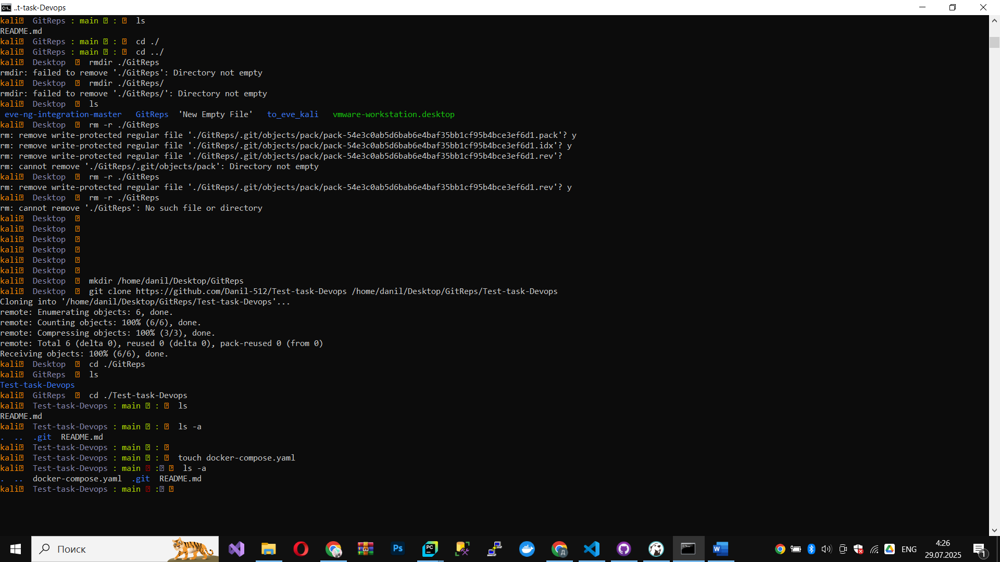 ..t-task-Devops
kali⍰  GitReps : main ⍰ : ⍰  ls
README.md
kali⍰  GitReps : main ⍰ : ⍰  cd ./
kali⍰  GitReps : main ⍰ : ⍰  cd ../
kali⍰  Desktop  ⍰  rmdir ./GitReps
rmdir: failed to remove './GitReps': Directory not empty
kali⍰  Desktop  ⍰  rmdir ./GitReps/
rmdir: failed to remove './GitReps/': Directory not empty
kali⍰  Desktop  ⍰  ls
 eve-ng-integration-master   GitReps  'New Empty File'   to_eve_kali   vmware-workstation.desktop
kali⍰  Desktop  ⍰  rm -r ./GitReps
rm: remove write-protected regular file './GitReps/.git/objects/pack/pack-54e3c0ab5d6bab6e4baf35bb1cf95b4bce3ef6d1.pack'? y
rm: remove write-protected regular file './GitReps/.git/objects/pack/pack-54e3c0ab5d6bab6e4baf35bb1cf95b4bce3ef6d1.idx'? y
rm: remove write-protected regular file './GitReps/.git/objects/pack/pack-54e3c0ab5d6bab6e4baf35bb1cf95b4bce3ef6d1.rev'?
rm: cannot remove './GitReps/.git/objects/pack': Directory not empty
kali⍰  Desktop  ⍰  rm -r ./GitReps
rm: remove write-protected regular file './GitReps/.git/objects/pack/pack-54e3c0ab5d6bab6e4baf35bb1cf95b4bce3ef6d1.rev'? y
kali⍰  Desktop  ⍰  rm -r ./GitReps
rm: cannot remove './GitReps': No such file or directory
kali⍰  Desktop  ⍰
kali⍰  Desktop  ⍰
kali⍰  Desktop  ⍰
kali⍰  Desktop  ⍰
kali⍰  Desktop  ⍰
kali⍰  Desktop  ⍰
kali⍰  Desktop  ⍰  mkdir /home/danil/Desktop/GitReps
kali⍰  Desktop  ⍰  git clone https://github.com/Danil-512/Test-task-Devops /home/danil/Desktop/GitReps/Test-task-Devops
Cloning into '/home/danil/Desktop/GitReps/Test-task-Devops'...
remote: Enumerating objects: 6, done.
remote: Counting objects: 100% (6/6), done.
remote: Compressing objects: 100% (3/3), done.
remote: Total 6 (delta 0), reused 0 (delta 0), pack-reused 0 (from 0)
Receiving objects: 100% (6/6), done.
kali⍰  Desktop  ⍰  cd ./GitReps
kali⍰  GitReps  ⍰  ls
Test-task-Devops
kali⍰  GitReps  ⍰  cd ./Test-task-Devops
kali⍰  Test-task-Devops : main ⍰ : ⍰  ls
README.md
kali⍰  Test-task-Devops : main ⍰ : ⍰  ls -a
.  ..  .git  README.md
kali⍰  Test-task-Devops : main ⍰ : ⍰
kali⍰  Test-task-Devops : main ⍰ : ⍰  touch docker-compose.yaml
kali⍰  Test-task-Devops : main ⍰ :⍰ ⍰  ls -a
.  ..  docker-compose.yaml  .git  README.md
kali⍰  Test-task-Devops : main ⍰ :⍰ ⍰
Поиск
Ps
PC
W
Д
ENG
4:26
29.07.2025
1